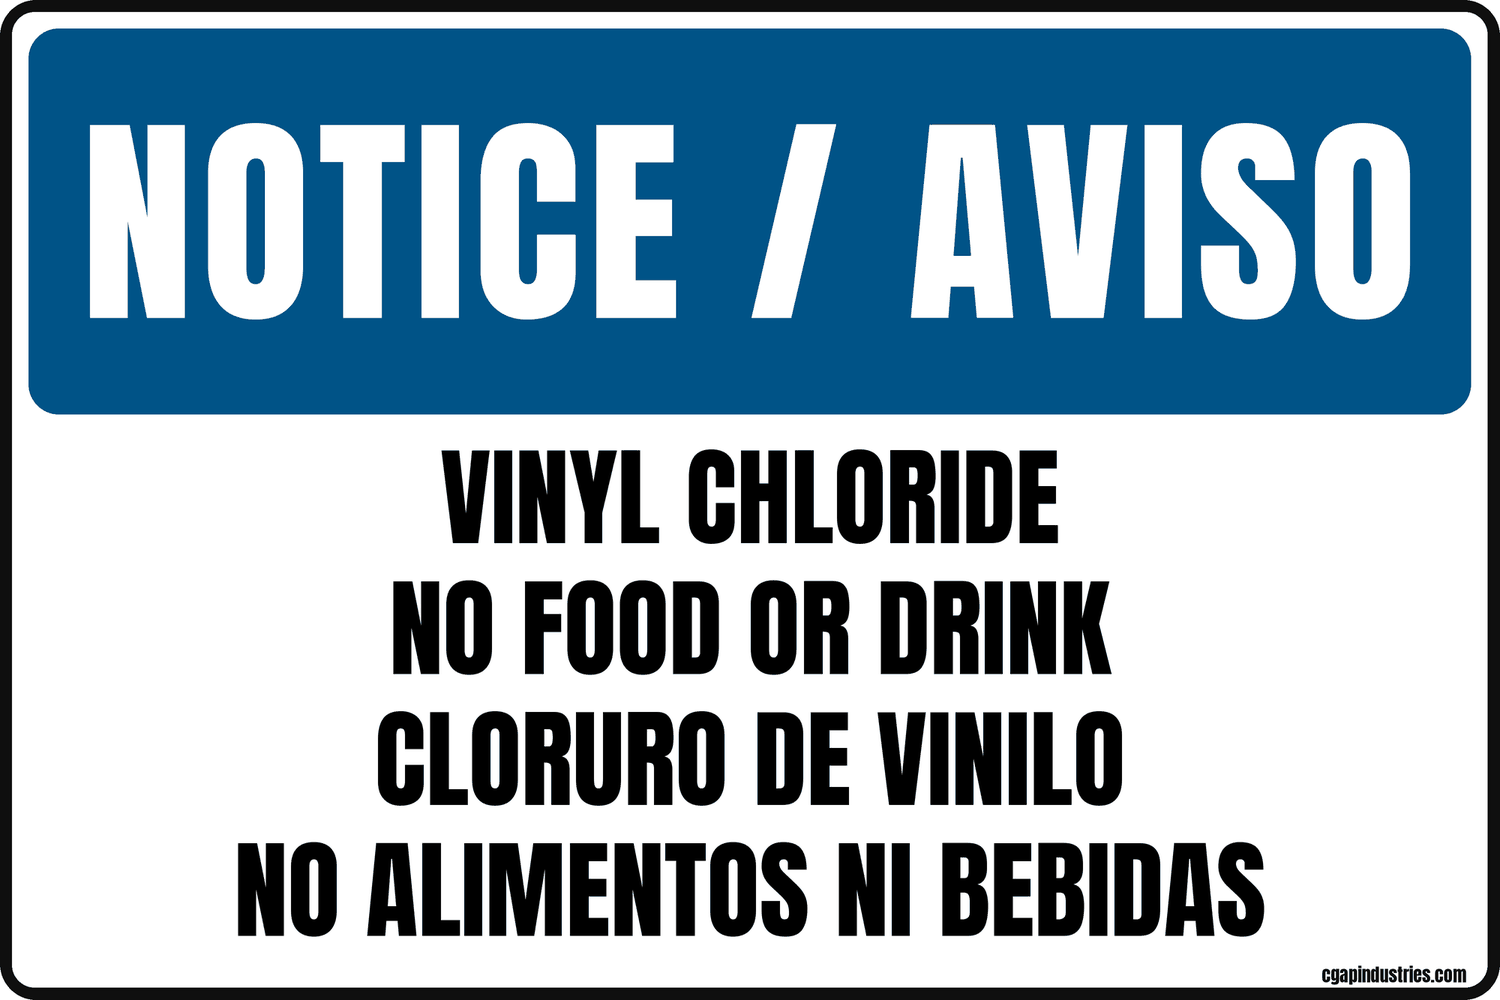 NOTICE / AVISO
VINYL CHLORIDE
NO FOOD OR DRINK
CLORURO DE VINILO
NO ALIMENTOS NI BEBIDAS
cgapindustries.com